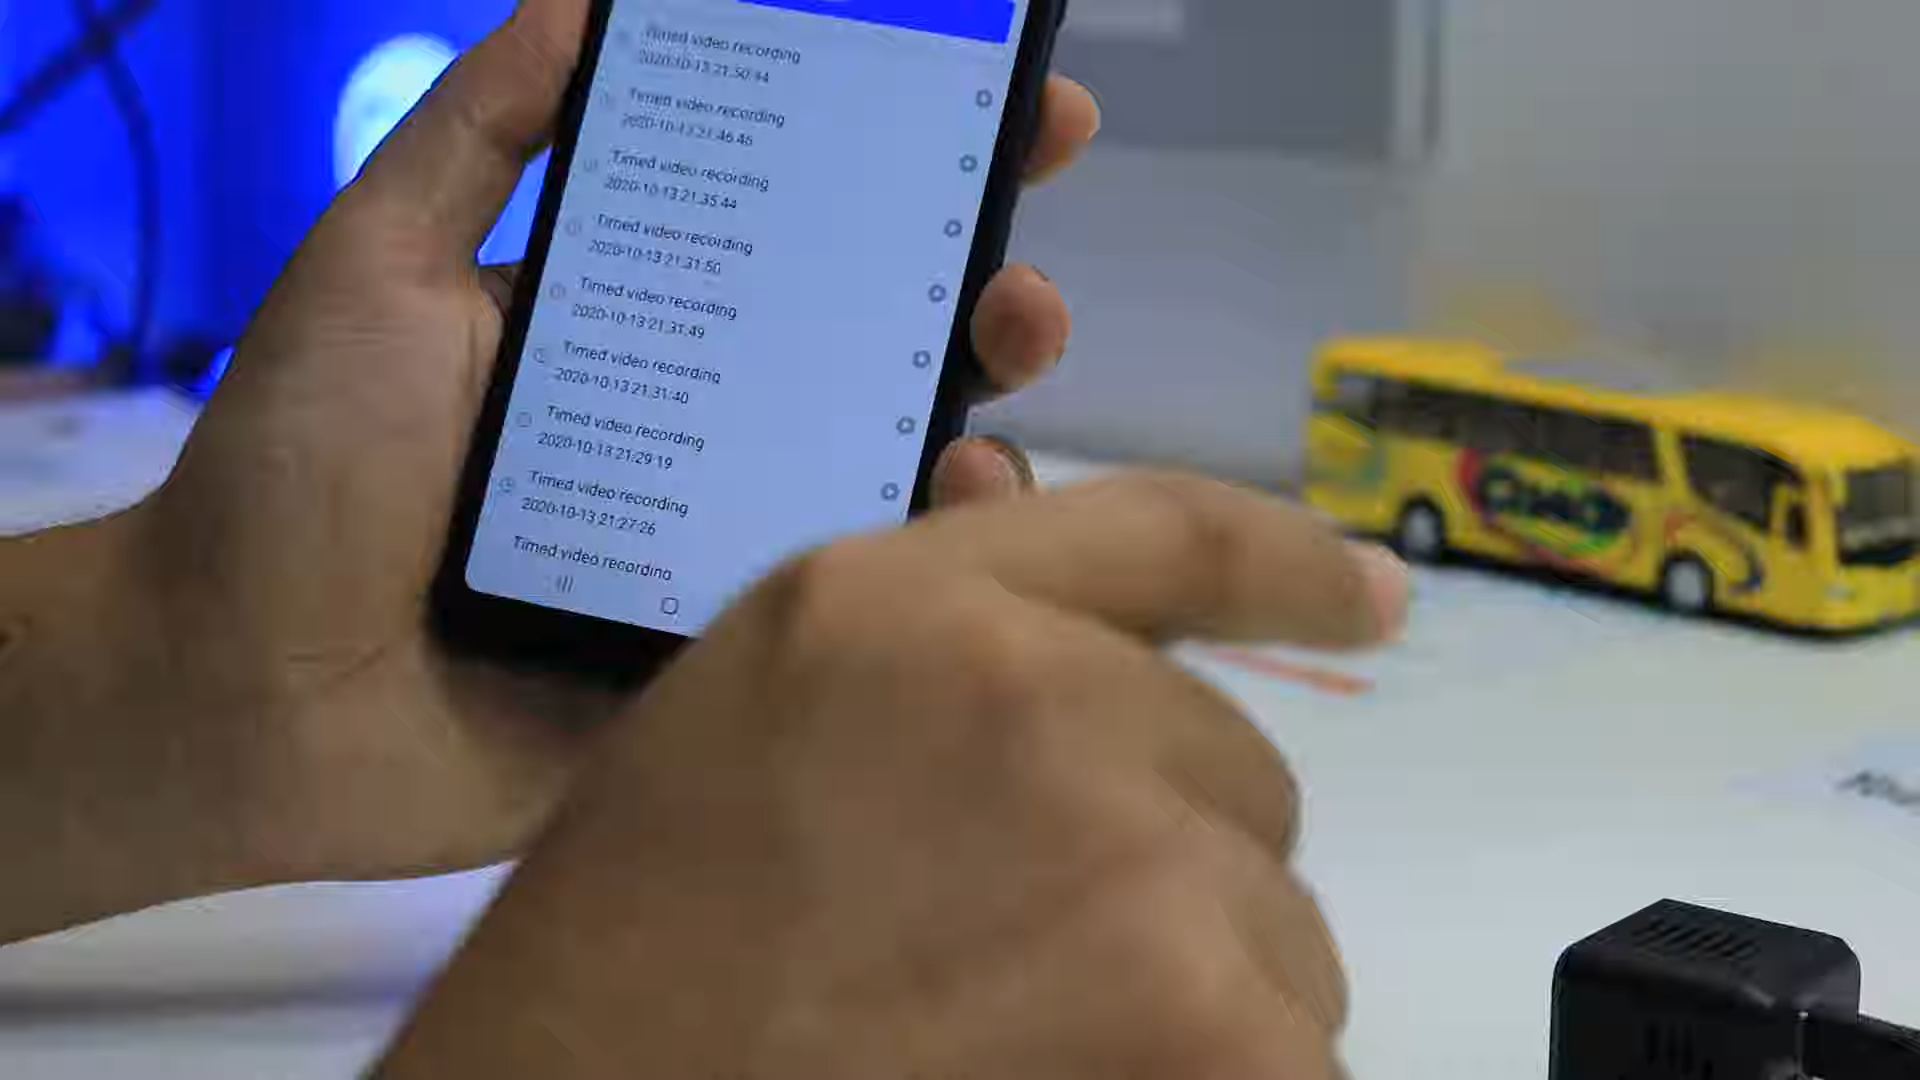 Timed video recording
2020-10-13 21:50:44
Timed video recording
2020-10-13 21:46:46
Timed video recording
2020-10-13 21:35:44
Timed video recording
2020-10-13 21:31:50
Timed video recording
2020-10-13 21:31:49
Timed video recording
2020-10-13 21:31:40
Timed video recording
2020-10-13 21:29:19
Timed video recording
2020-10-13 21:27:26
Timed video recording